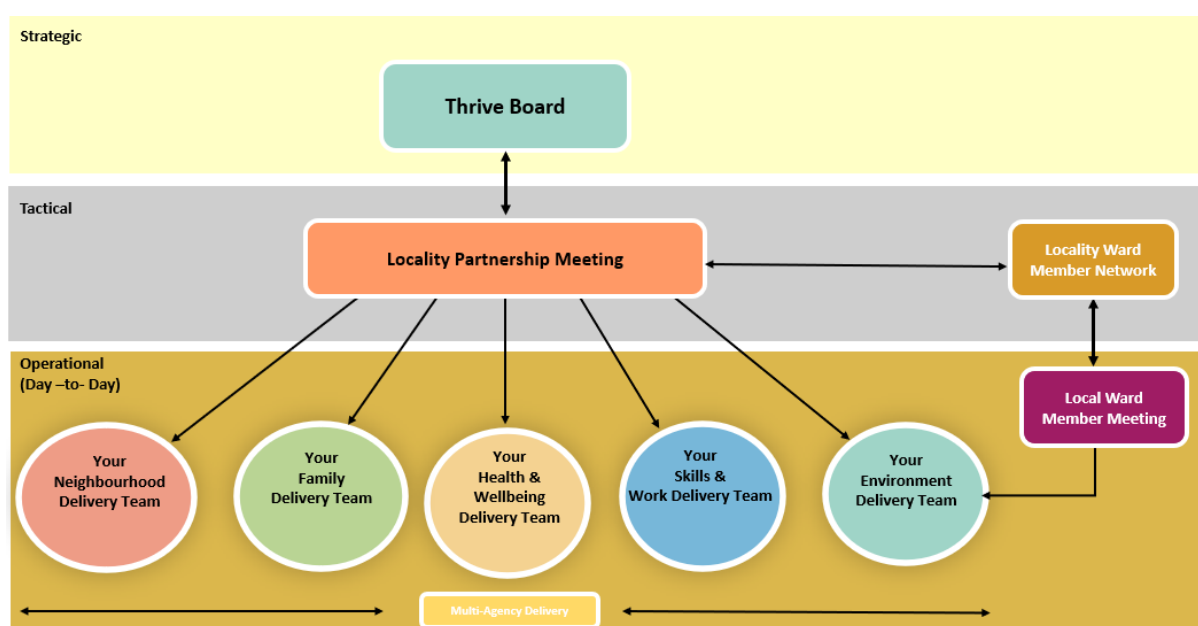 Strategic
Thrive Board
Tactical
Locality Partnership Meeting
Locality Ward
Member Network
Operational
(Day –to- Day)
Local Ward
Member Meeting
Your
Neighbourhood
Delivery Team
Your
Family
Delivery Team
Your
Health &
Wellbeing
Delivery Team
Your
Skills &
Work Delivery Team
Your
Environment
Delivery Team
Multi-Agency Delivery